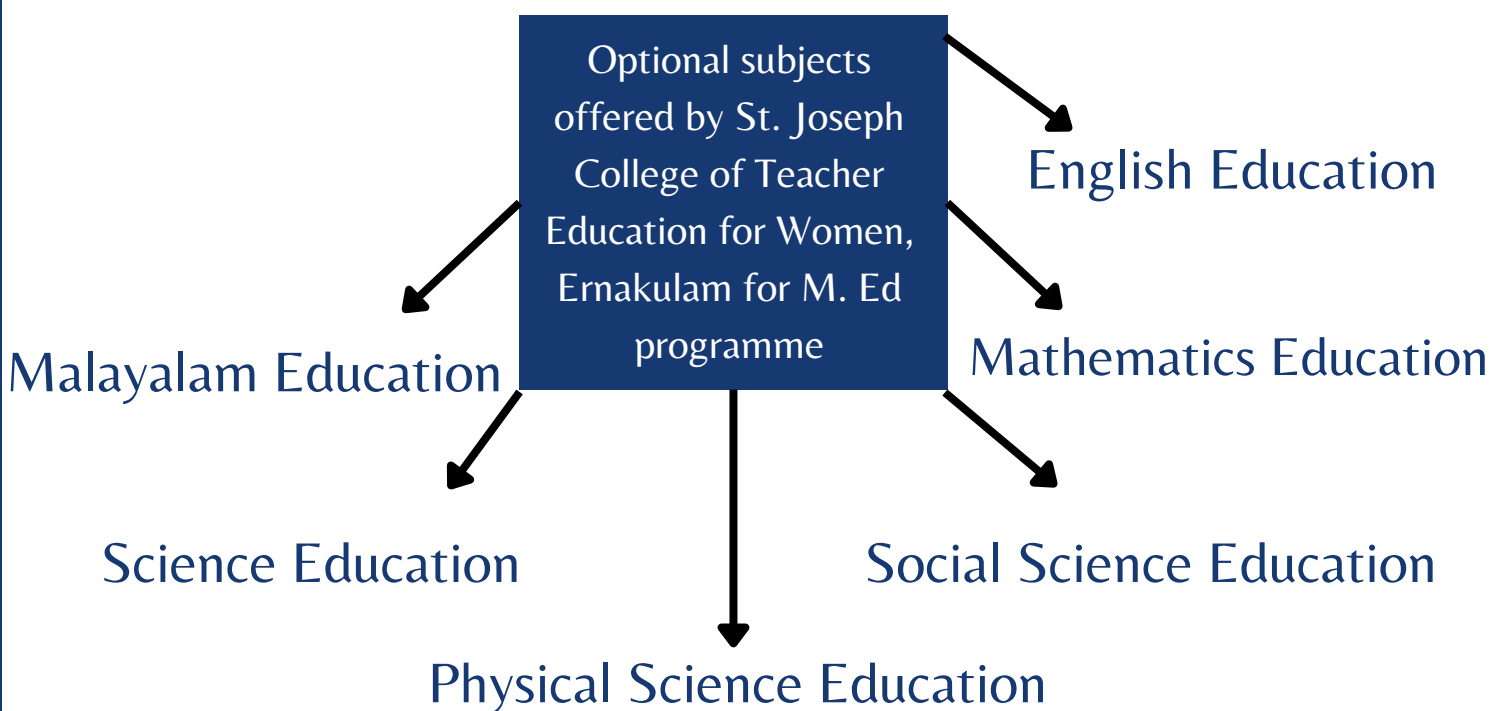 Optional subjects
offered by St. Joseph
College of Teacher
Education for Women,
Ernakulam for M. Ed
programme
English Education
Malayalam Education
Mathematics Education
Science Education
Social Science Education
Physical Science Education